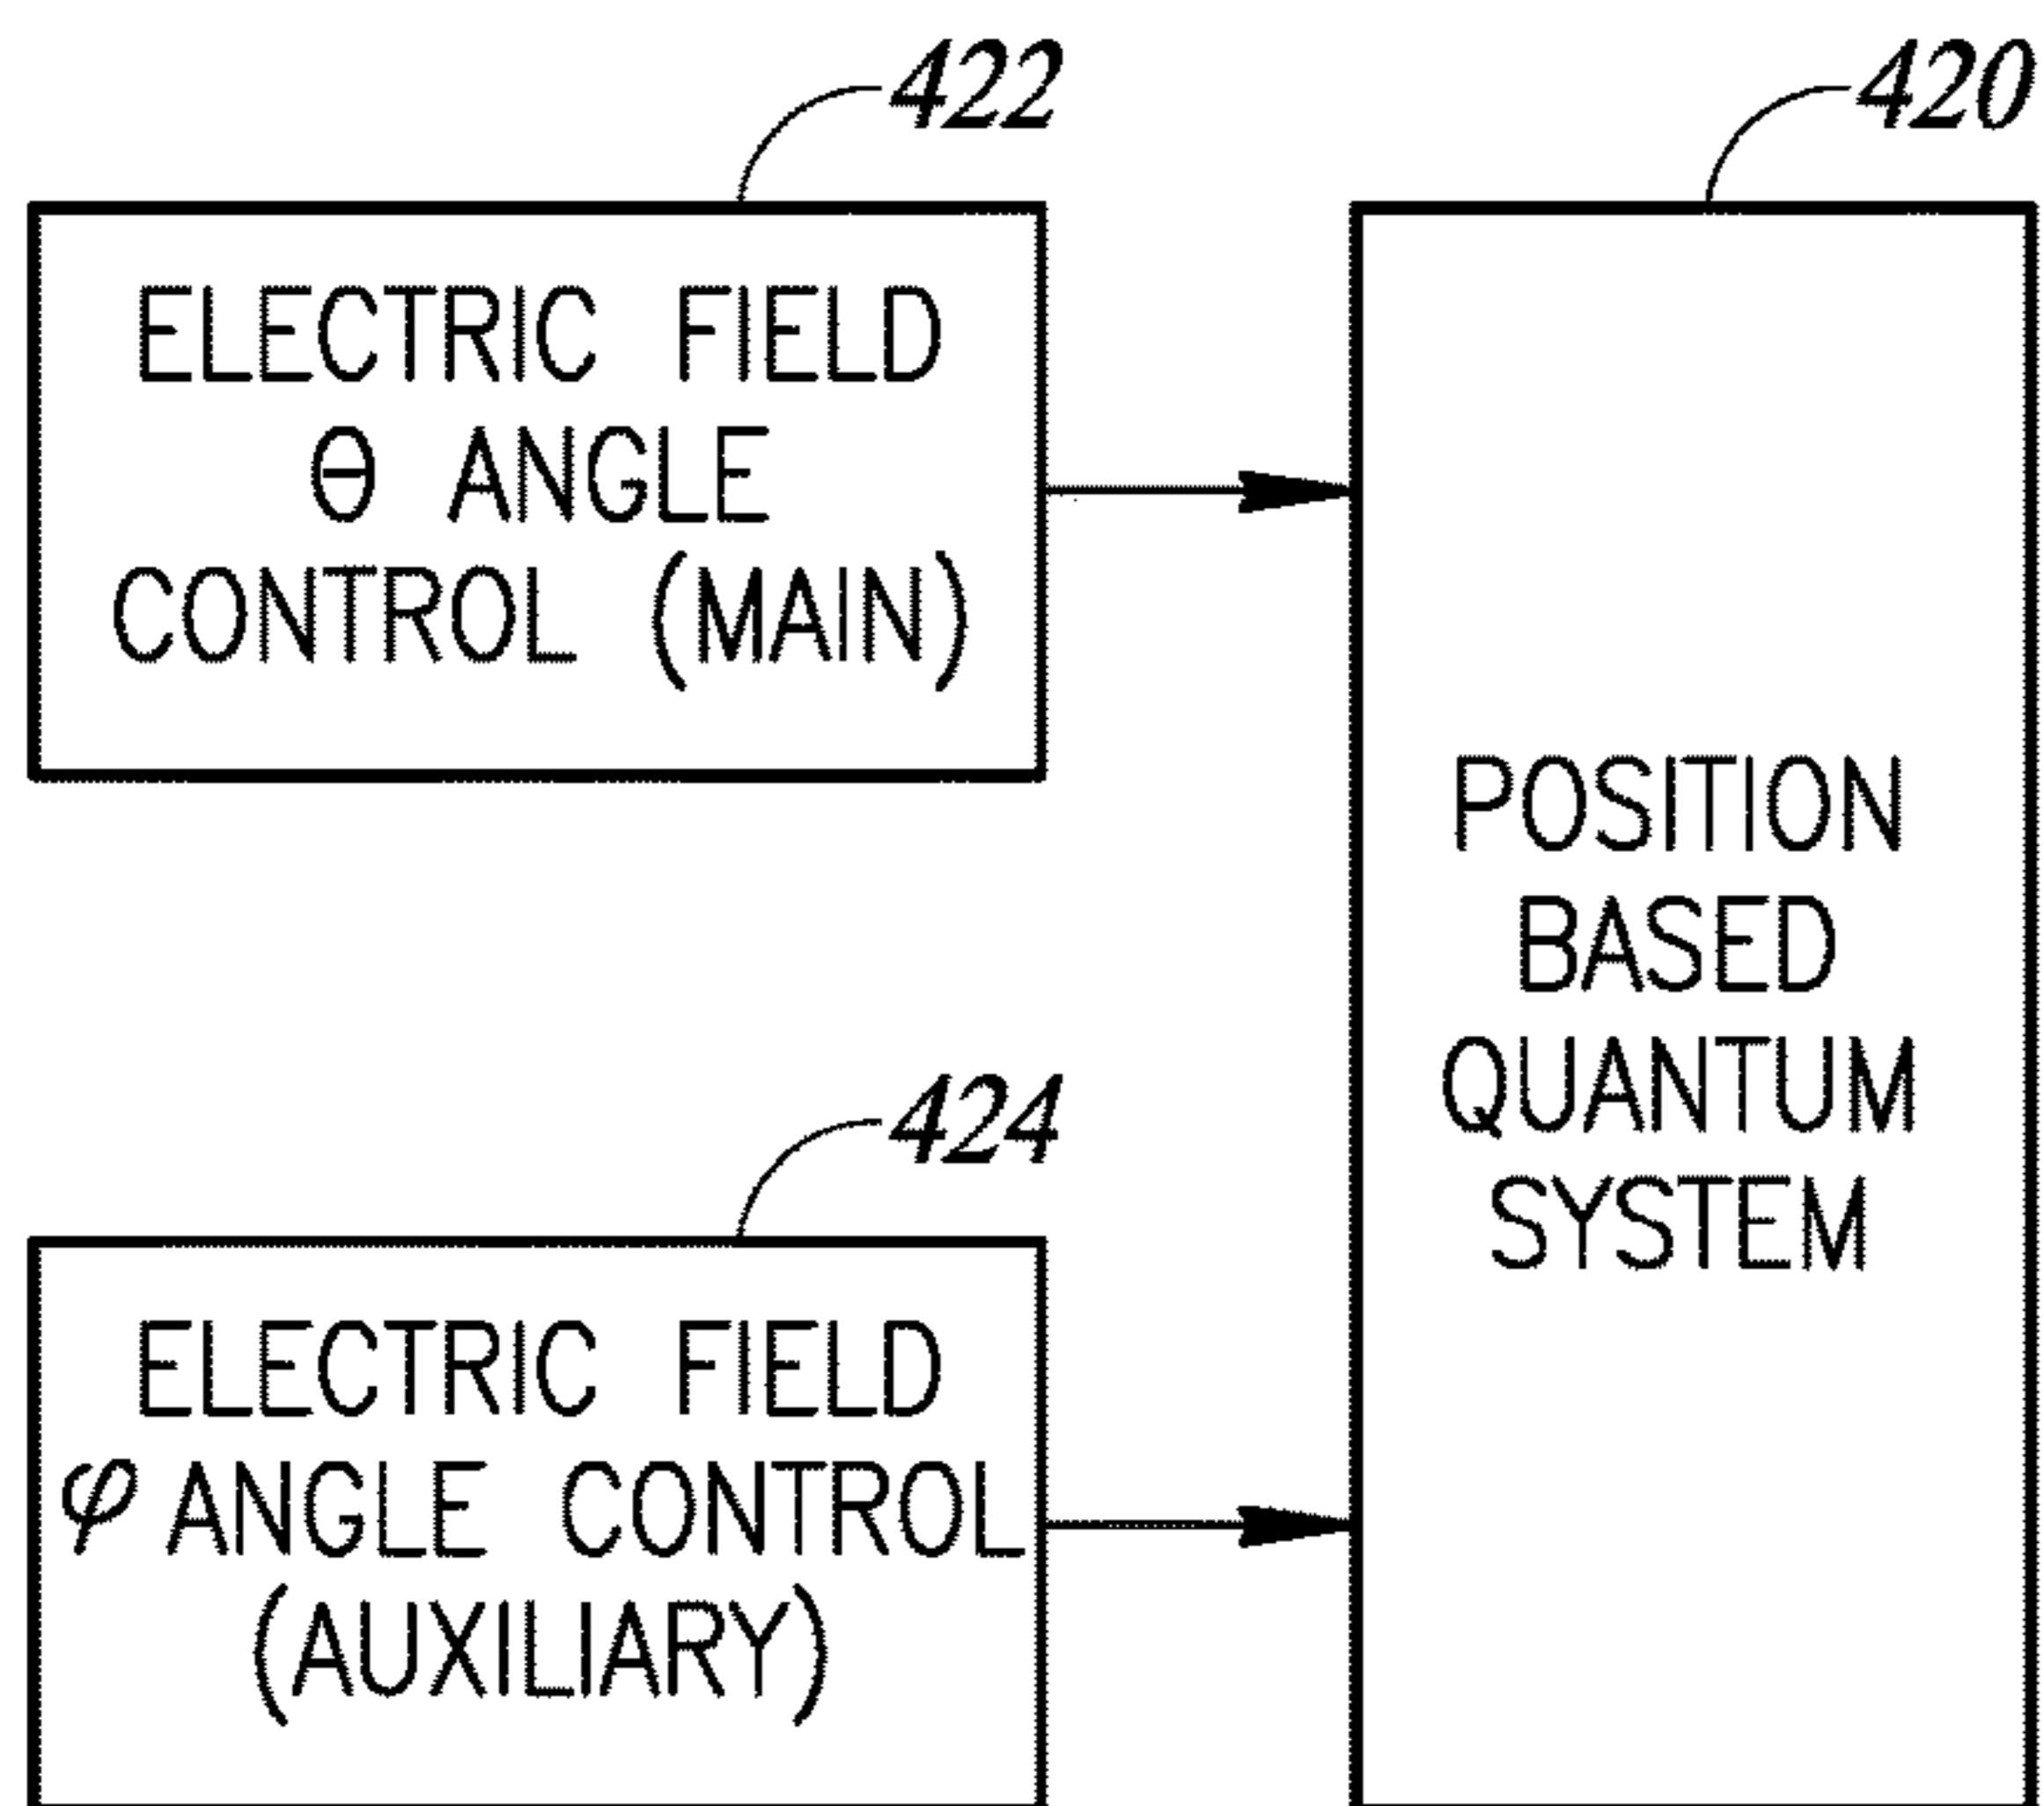 422
ELECTRIC FIELD
θ ANGLE
CONTROL (MAIN)
420
POSITION
BASED
QUANTUM
SYSTEM
424
ELECTRIC FIELD
φ ANGLE CONTROL
(AUXILIARY)